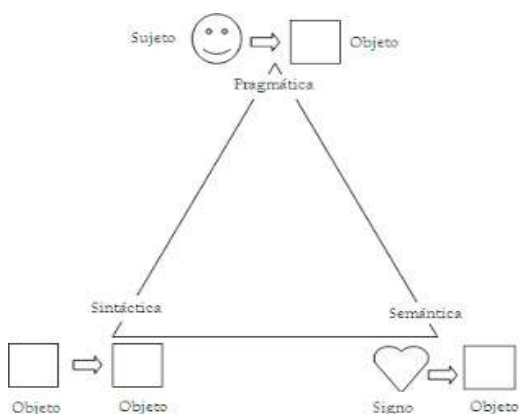 Sujeto
Objeto
Pragmática
Sintáctica
Semántica
Objeto
Objeto
Signo
Objeto